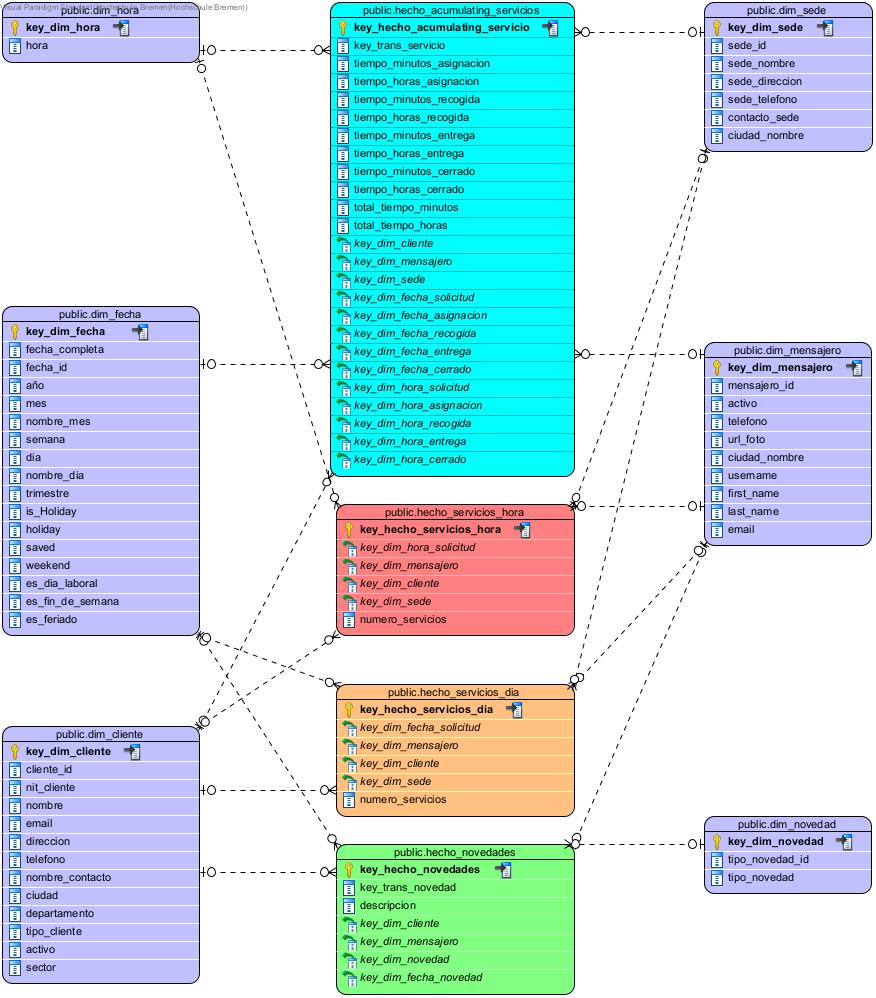 Visual Paradigm Standard(Hochschule Bremen(Hochschule Bremen))
public.dim_hora
key_dim_hora
hora
public.hecho_acumulating_servicios
key_hecho_acumulating_servicio
key_trans_servicio
tiempo_minutos_asignacion
tiempo_horas_asignacion
tiempo_minutos_recogida
tiempo_horas_recogida
tiempo_minutos_entrega
tiempo_horas_entrega
tiempo_minutos_cerrado
tiempo_horas_cerrado
total_tiempo_minutos
total_tiempo_horas
key_dim_cliente
key_dim_mensajero
key_dim_sede
key_dim_fecha_solicitud
key_dim_fecha_asignacion
key_dim_fecha_recogida
key_dim_fecha_entrega
key_dim_fecha_cerrado
key_dim_hora_solicitud
key_dim_hora_asignacion
key_dim_hora_recogida
key_dim_hora_entrega
key_dim_hora_cerrado
public.dim_sede
key_dim_sede
sede_id
sede_nombre
sede_direccion
sede_telefono
contacto_sede
ciudad_nombre
public.dim_fecha
key_dim_fecha
fecha_completa
fecha_id
año
mes
nombre_mes
semana
dia
nombre_dia
trimestre
is_Holiday
holiday
saved
weekend
es_dia_laboral
es_fin_de_semana
es_feriado
public.dim_mensajero
key_dim_mensajero
mensajero_id
activo
telefono
url_foto
ciudad_nombre
username
first_name
last_name
email
public.hecho_servicios_hora
key_hecho_servicios_hora
key_dim_hora_solicitud
key_dim_mensajero
key_dim_cliente
key_dim_sede
numero_servicios
public.hecho_servicios_dia
key_hecho_servicios_dia
key_dim_fecha_solicitud
key_dim_mensajero
key_dim_cliente
key_dim_sede
numero_servicios
public.dim_cliente
key_dim_cliente
cliente_id
nit_cliente
nombre
email
direccion
telefono
nombre_contacto
ciudad
departamento
tipo_cliente
activo
sector
public.hecho_novedades
key_hecho_novedades
key_trans_novedad
descripcion
key_dim_cliente
key_dim_mensajero
key_dim_novedad
key_dim_fecha_novedad
public.dim_novedad
key_dim_novedad
tipo_novedad_id
tipo_novedad